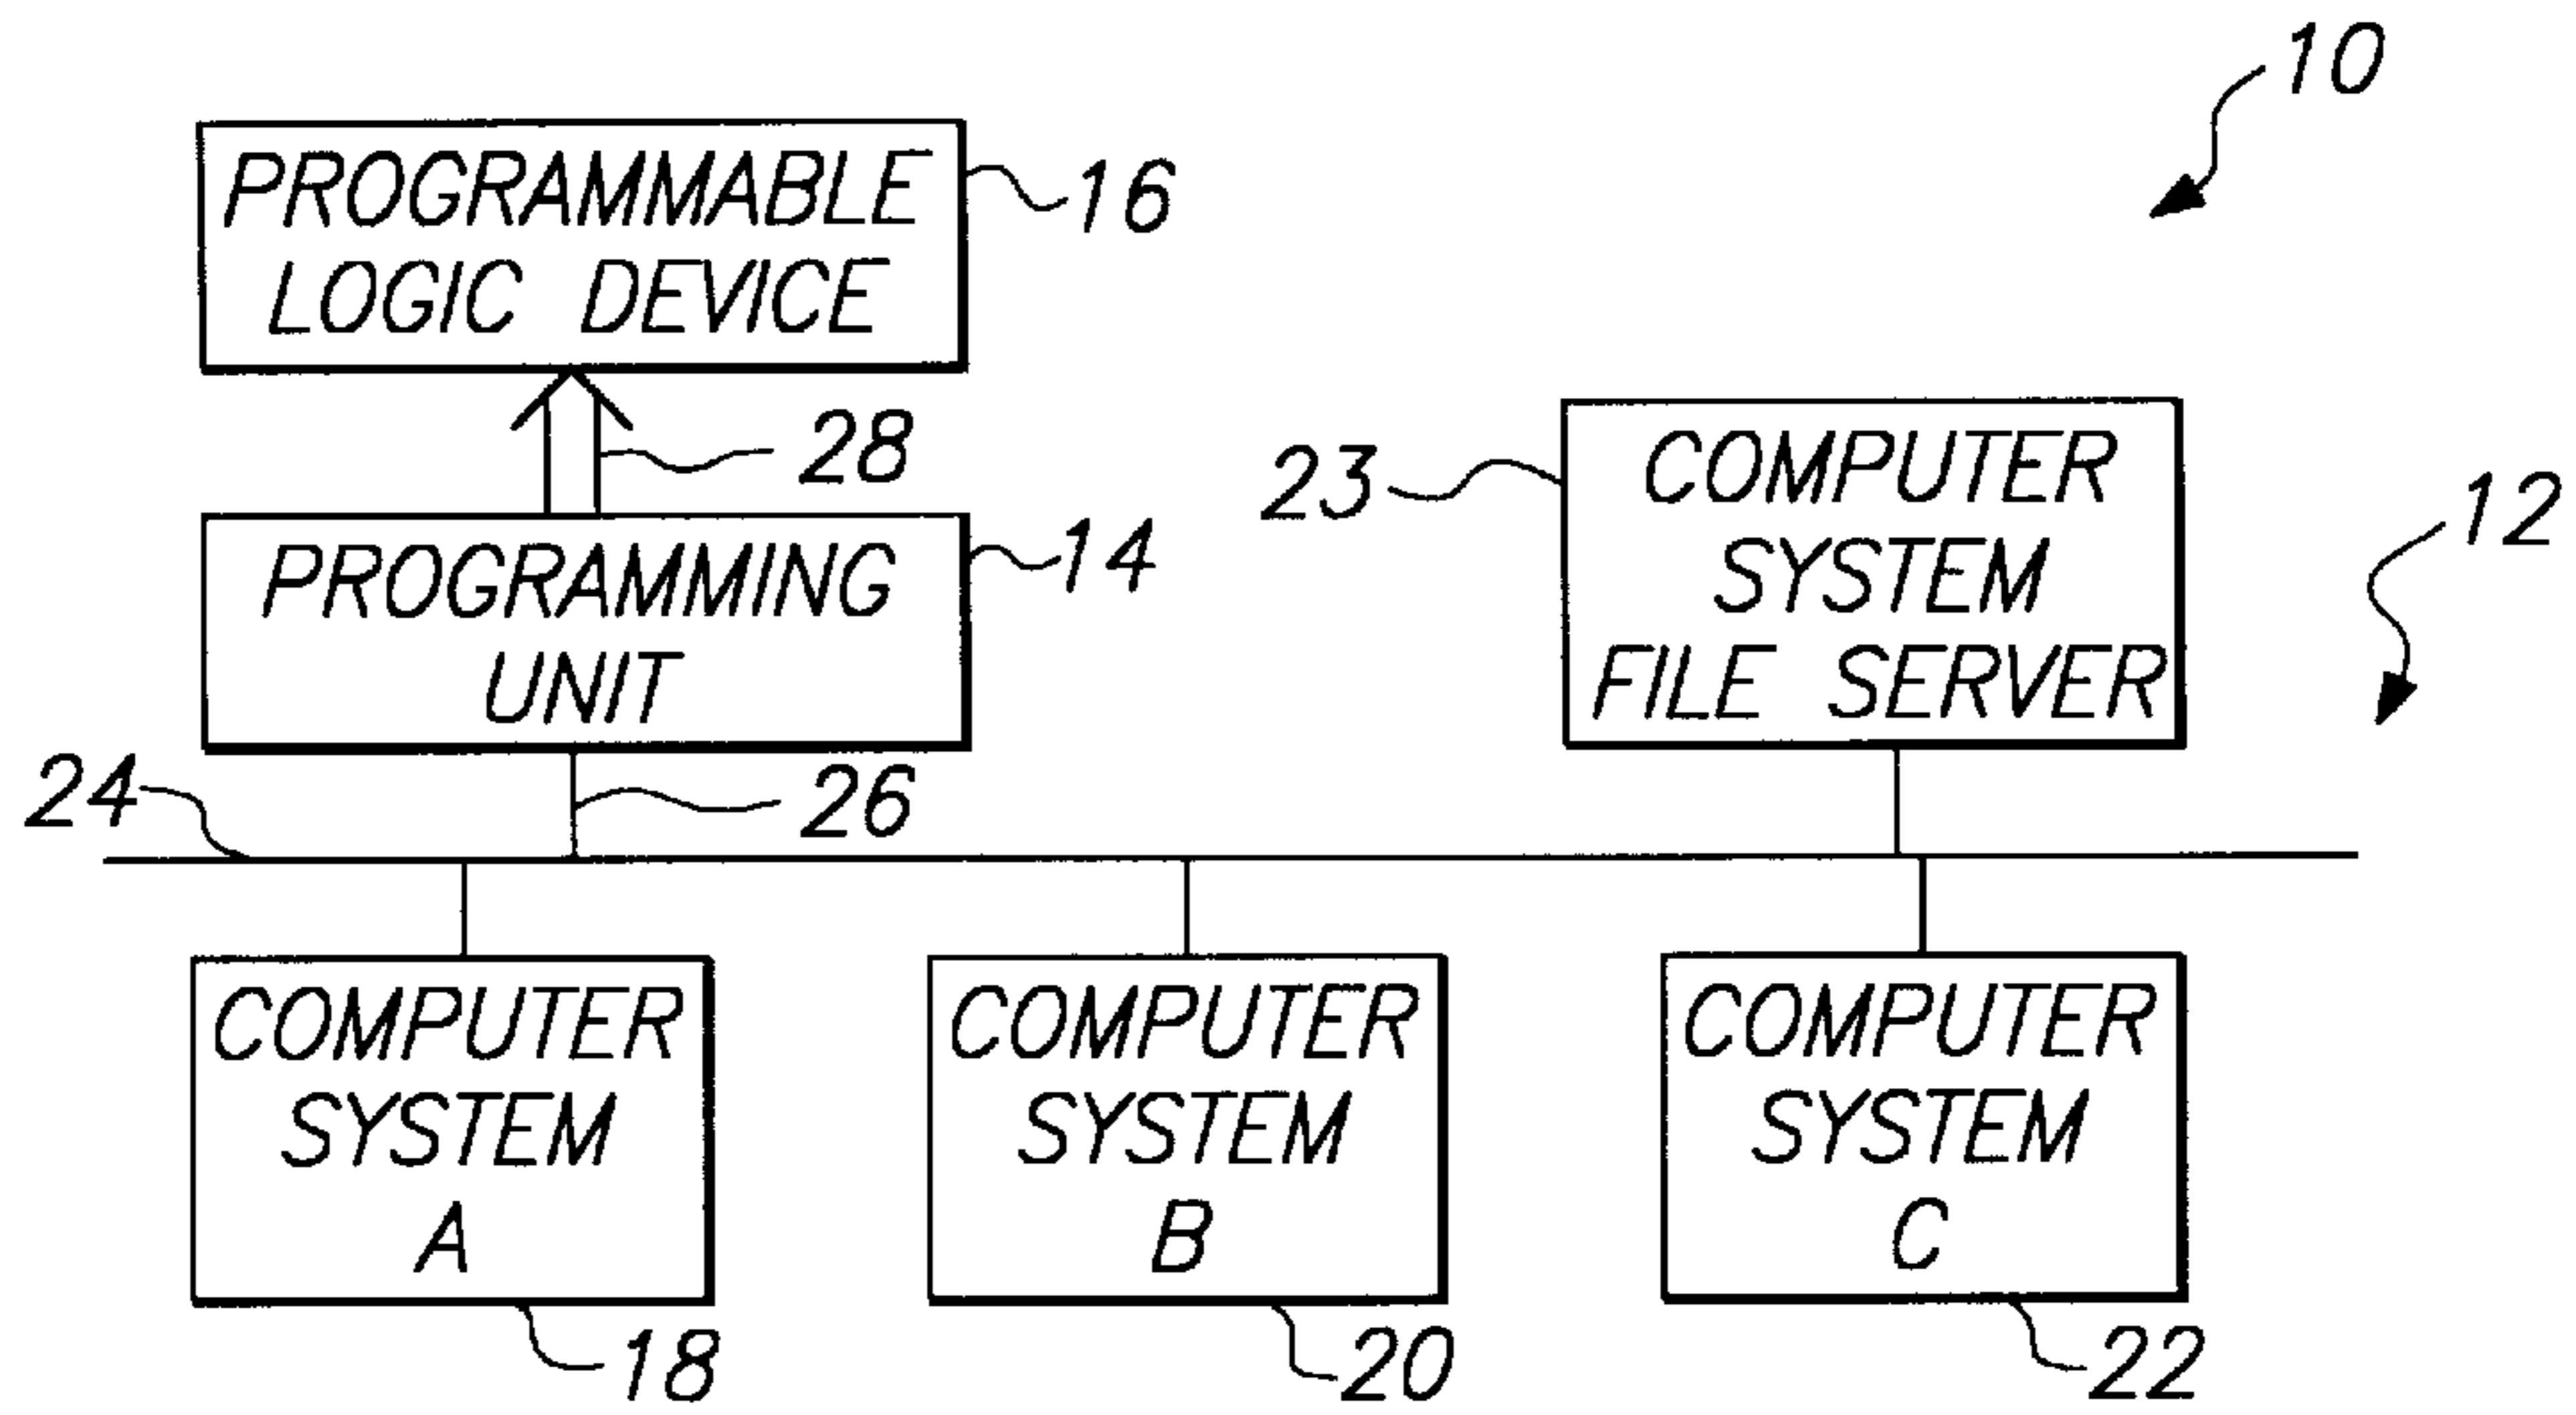 10
PROGRAMMABLE
LOGIC DEVICE
16
28
PROGRAMMING
UNIT
14
23
COMPUTER
SYSTEM
FILE SERVER
12
24
26
COMPUTER
SYSTEM
A
18
COMPUTER
SYSTEM
B
20
COMPUTER
SYSTEM
C
22